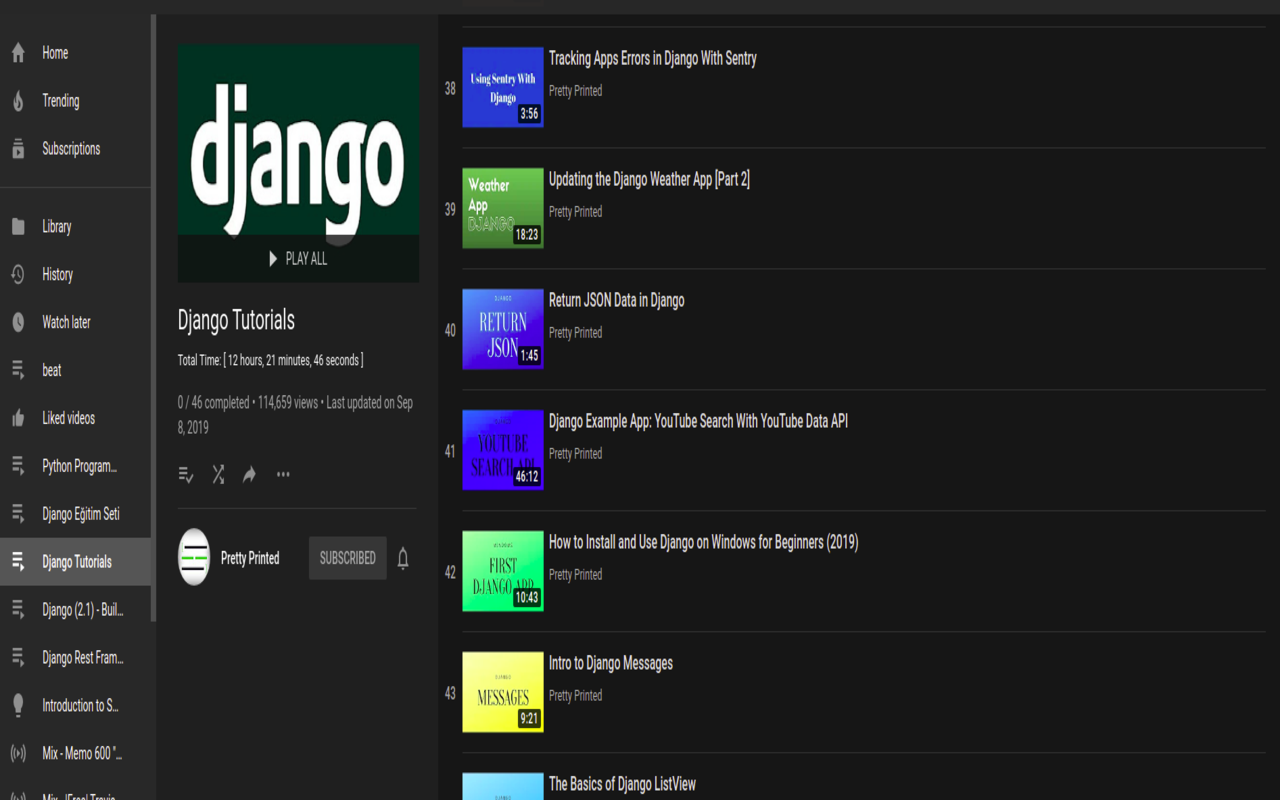 Home
Trending
Subscriptions
Library
History
Watch later
beat
Liked videos
Python Program...
Django Eğitim Seti
Django Tutorials
Django (2.1) - Buil...
Django Rest Fram...
Introduction to S...
Mix - Memo 600 "...
django
PLAY ALL
Django Tutorials
Total Time: [ 12 hours, 21 minutes, 46 seconds ]
0 / 46 completed • 114,659 views • Last updated on Sep
8, 2019
Pretty Printed
SUBSCRIBED
38
Using Sentry With
Django
3:56
Tracking Apps Errors in Django With Sentry
Pretty Printed
39
Weather
App
DJANGO
18:23
Updating the Django Weather App [Part 2]
Pretty Printed
40
DJANGO
RETURN
JSON
1:45
Return JSON Data in Django
Pretty Printed
41
YOUTUBE
SEARCH API
46:12
Django Example App: YouTube Search With YouTube Data API
Pretty Printed
42
FIRST
DJANGO APP
10:43
How to Install and Use Django on Windows for Beginners (2019)
Pretty Printed
43
DJANGO
MESSAGES
9:21
Intro to Django Messages
Pretty Printed
The Basics of Django ListView